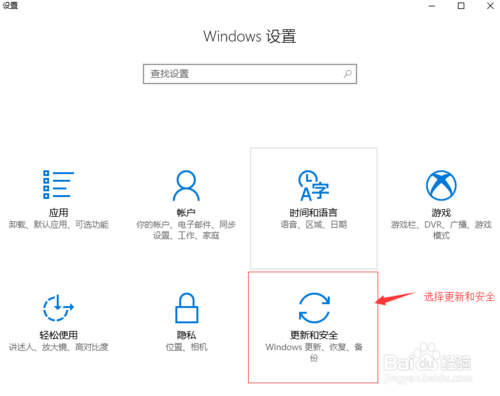 设置
Windows 设置
查找设置
应用
卸载、默认应用、可选功能
帐户
你的帐户、电子邮件、同步
设置、工作、家庭
时间和语言
语音、区域、日期
游戏
游戏栏、DVR、广播、游戏
模式
轻松使用
讲述人、放大镜、高对比度
隐私
位置、相机
更新和安全
Windows 更新、恢复、备
份
选择更新和安全
Baidu 经验
jingyan.baidu.com